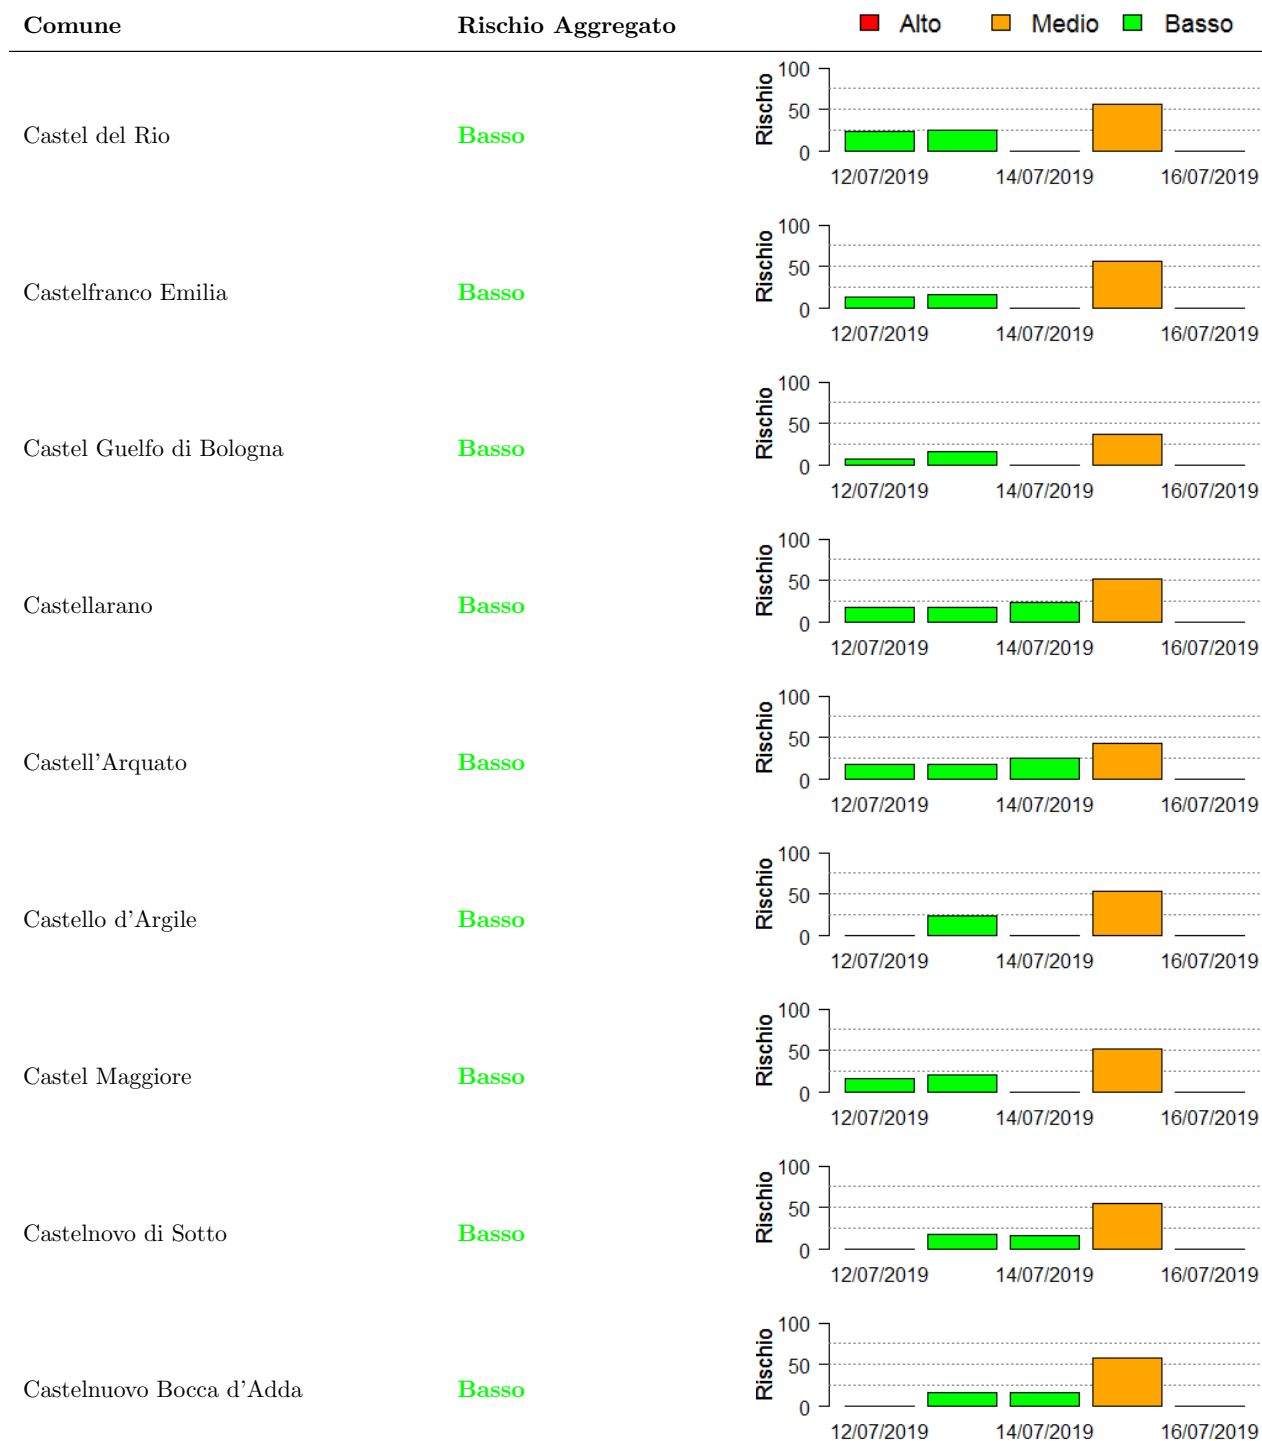 Comune Rischio Aggregato Alto Medio Basso
100
50
0
Rischio
Castel del Rio Basso
12/07/2019 14/07/2019 16/07/2019
100
50
0
Rischio
Castelfranco Emilia Basso
12/07/2019 14/07/2019 16/07/2019
100
50
0
Rischio
Castel Guelfo di Bologna Basso
12/07/2019 14/07/2019 16/07/2019
100
50
0
Rischio
Castellarano Basso
12/07/2019 14/07/2019 16/07/2019
100
50
0
Rischio
Castell'Arquato Basso
12/07/2019 14/07/2019 16/07/2019
100
50
0
Rischio
Castello d'Argile Basso
12/07/2019 14/07/2019 16/07/2019
100
50
0
Rischio
Castel Maggiore Basso
12/07/2019 14/07/2019 16/07/2019
100
50
0
Rischio
Castelnovo di Sotto Basso
12/07/2019 14/07/2019 16/07/2019
100
50
0
Rischio
Castelnuovo Bocca d'Adda Basso
12/07/2019 14/07/2019 16/07/2019